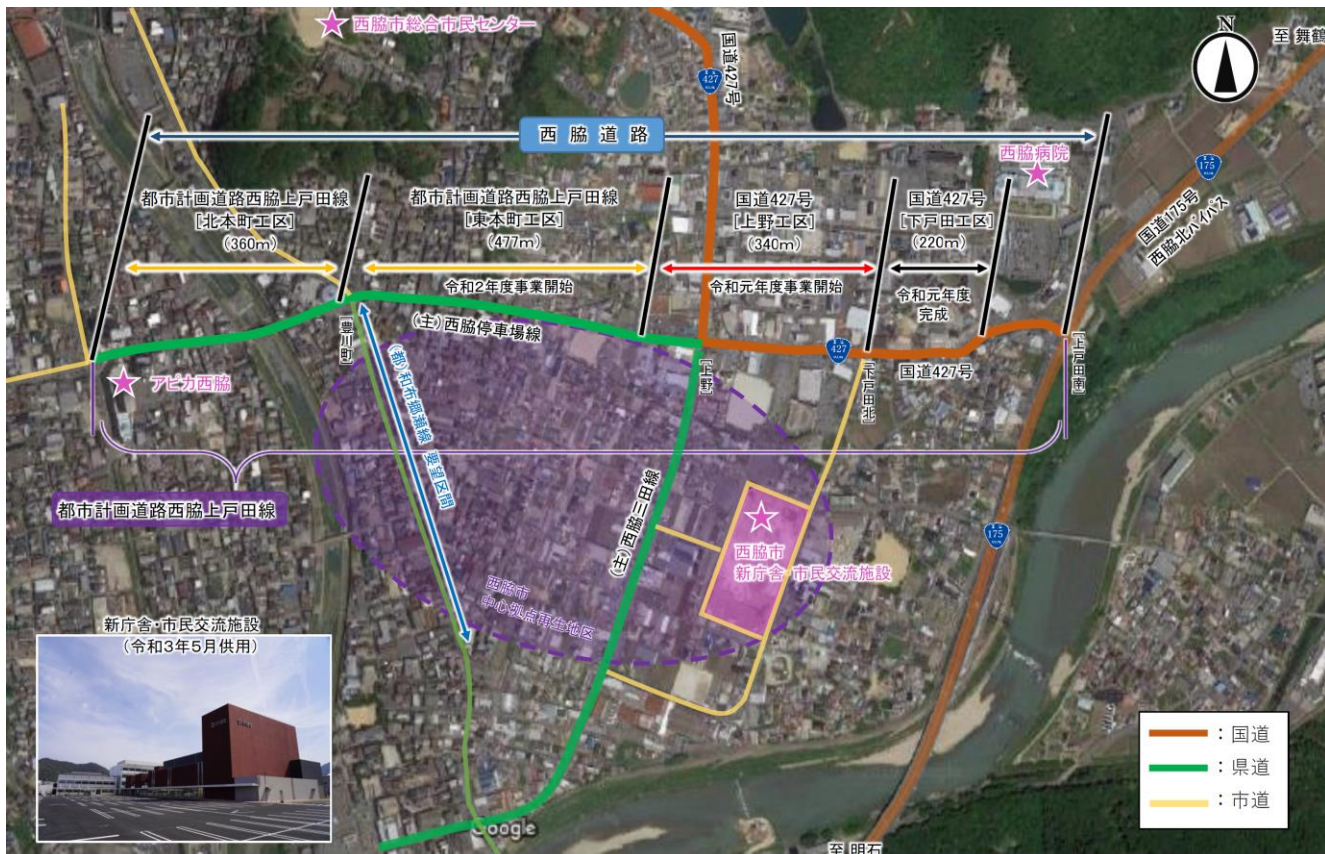 西脇市総合市民センター
国道427号
427
至 舞鶴
N
西脇道路
西脇病院
175
国道175号
西脇北バイパス
都市計画道路西脇上戸田線
[北本町工区]
(360m)
都市計画道路西脇上戸田線
[東本町工区]
(477m)
国道427号
[上野工区]
(340m)
国道427号
[下戸田工区]
(220m)
令和2年度事業開始
令和元年度事業開始
令和元年度
完成
(主)西脇停車場線
[豊川町]
[上野]
427
国道427号
[下戸田北]
[上戸田南]
アピカ西脇
(都)和布郷瀬線 要望区間
都市計画道路西脇上戸田線
(主)西脇三田線
175
西脇市
新庁舎 市民交流施設
西脇市
中心拠点再生地区
新庁舎・市民交流施設
(令和3年5月供用)
:国道
:県道
:市道
Google
至 明石